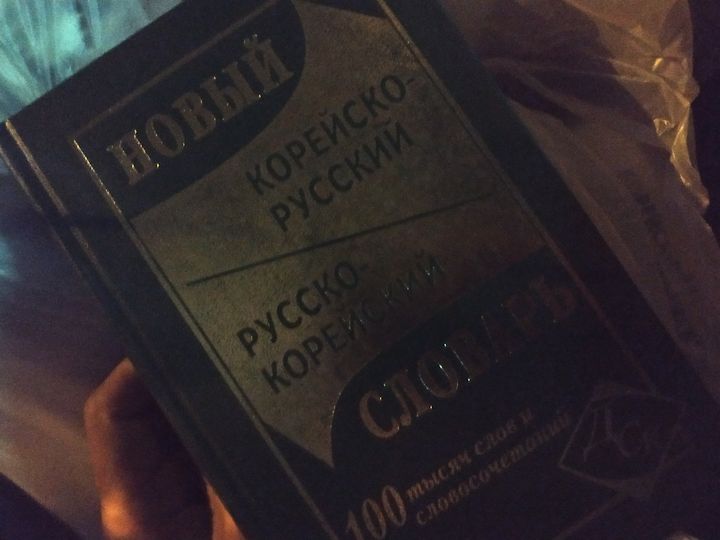 НОВЫЙ
КОРЕЙСКО-
РУССКИЙ
РУССКО-
КОРЕЙСКИЙ
СЛОВАРЬ
100 тысяч слов и
словосочетаний